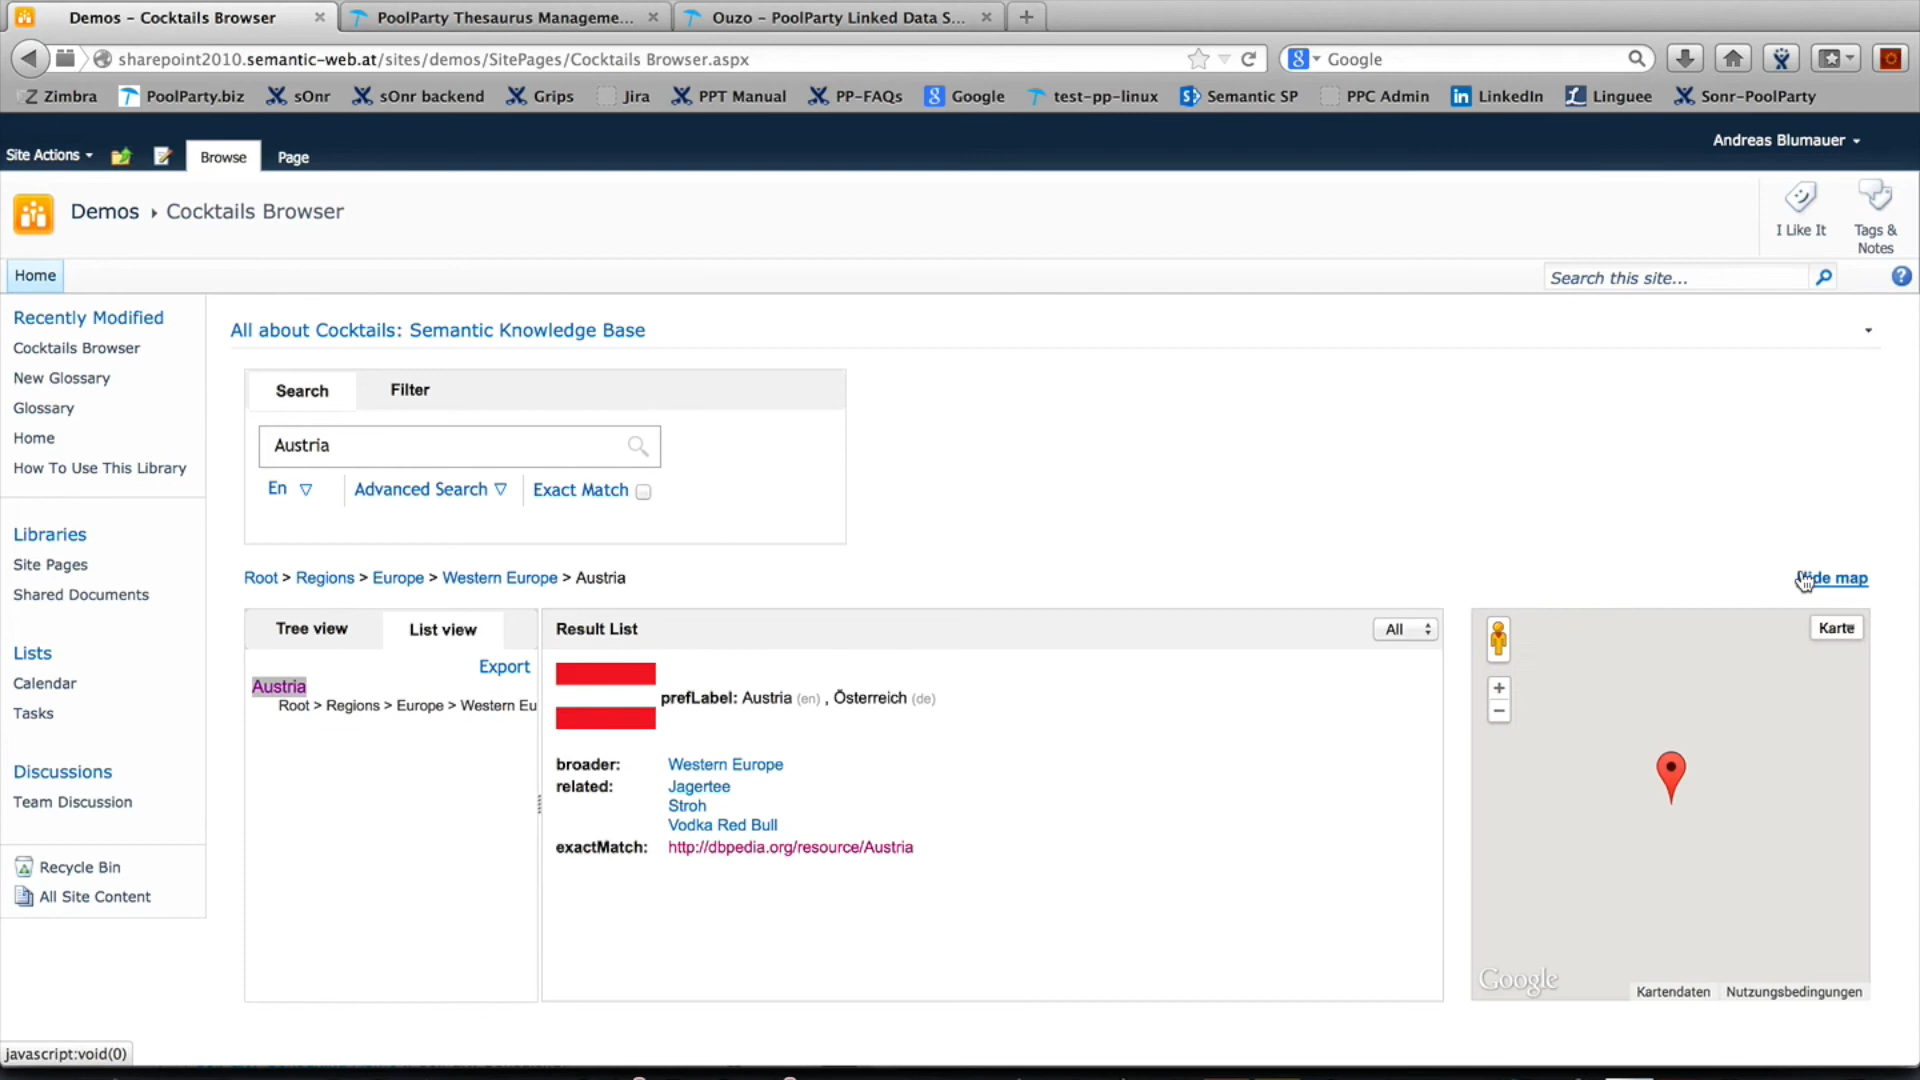 Demos – Cocktails Browser
PoolParty Thesaurus Manageme...
Ouzo – PoolParty Linked Data S...
sharepoint2010.semantic-web.at/sites/demos/SitePages/Cocktails Browser.aspx
Google
Zimbra PoolParty.biz sOnr sOnr backend Grips Jira PPT Manual PP-FAQs Google test-pp-linux Semantic SP PPC Admin LinkedIn Linguee Sonr-PoolParty
Andreas Blumauer
Site Actions Browse Page
Demos Cocktails Browser
I Like It
Tags &
Notes
Home
Search this site...
Recently Modified
Cocktails Browser
New Glossary
Glossary
Home
How To Use This Library
Libraries
Site Pages
Shared Documents
Lists
Calendar
Tasks
Discussions
Team Discussion
Recycle Bin
All Site Content
All about Cocktails: Semantic Knowledge Base
Search Filter
Austria
En Advanced Search Exact Match
Root > Regions > Europe > Western Europe > Austria
map
Tree view List view
Export
Austria
Root > Regions > Europe > Western Eu
Result List
All
prefLabel: Austria (en) , Österreich (de)
broader: Western Europe
related: Jagertee
Stroh
Vodka Red Bull
exactMatch: http://dbpedia.org/resource/Austria
Karte
+
−
Google
Kartendaten Nutzungsbedingungen
javascript:void(0)